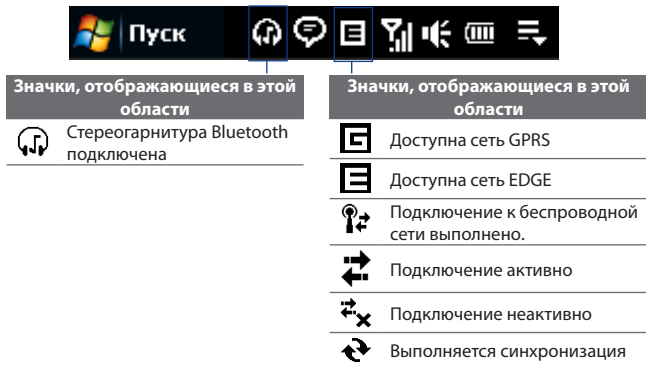 Пуск
Значки, отображающиеся в этой
области
Стереогарнитура Bluetooth
подключена
Значки, отображающиеся в этой
области
Доступна сеть GPRS
Доступна сеть EDGE
Подключение к беспроводной
сети выполнено.
Подключение активно
Подключение неактивно
Выполняется синхронизация